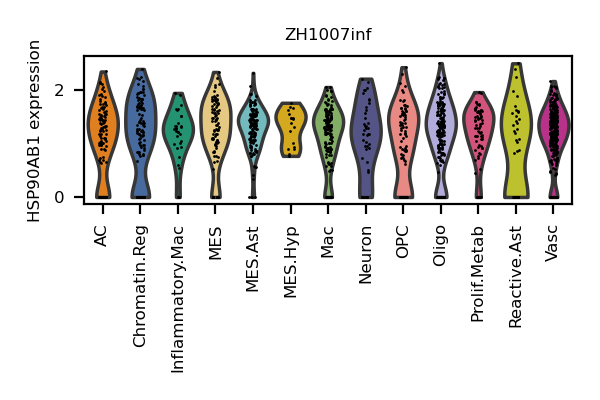 ZH1007inf
HSP90AB1 expression
2
0
AC
Chromatin.Reg
Inflammatory.Mac
MES
MES.Ast
MES.Hyp
Mac
Neuron
OPC
Oligo
Prolif.Metab
Reactive.Ast
Vasc